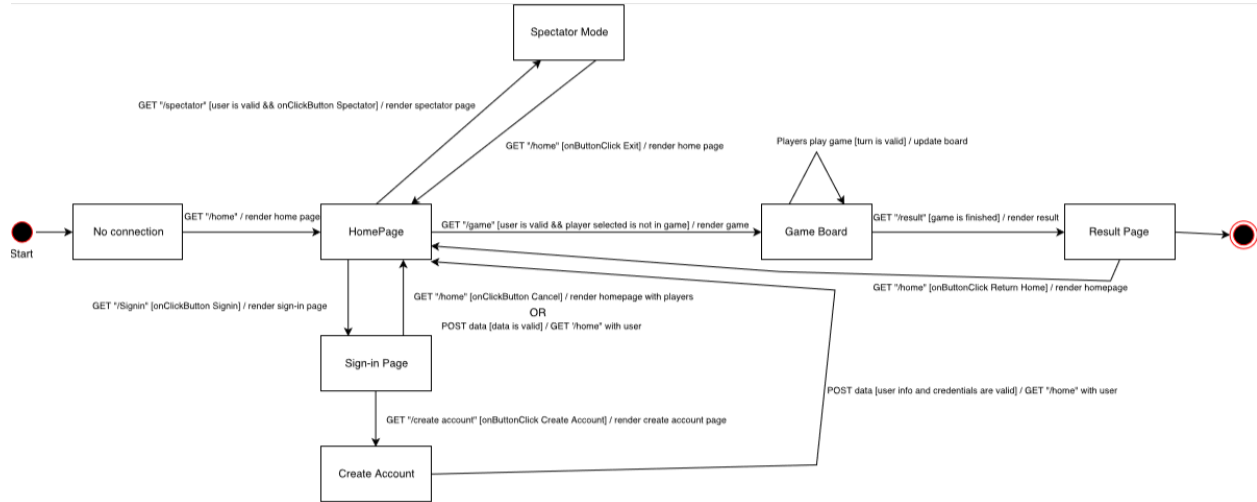 Spectator Mode
GET "/spectator" [user is valid && onClickButton Spectator] / render spectator page
GET "/home" [onButtonClick Exit] / render home page
Players play game [turn is valid] / update board
Start
No connection
GET "/home" / render home page
HomePage
GET "/game" [user is valid && player selected is not in game] / render game
Game Board
GET "/result" [game is finished] / render result
Result Page
GET "/home" [onButtonClick Return Home] / render homepage
GET "/Signin" [onClickButton Signin] / render sign-in page
GET "/home" [onClickButton Cancel] / render homepage with players
OR
POST data [data is valid] / GET "/home" with user
Sign-in Page
POST data [user info and credentials are valid] / GET "/home" with user
GET "/create account" [onButtonClick Create Account] / render create account page
Create Account